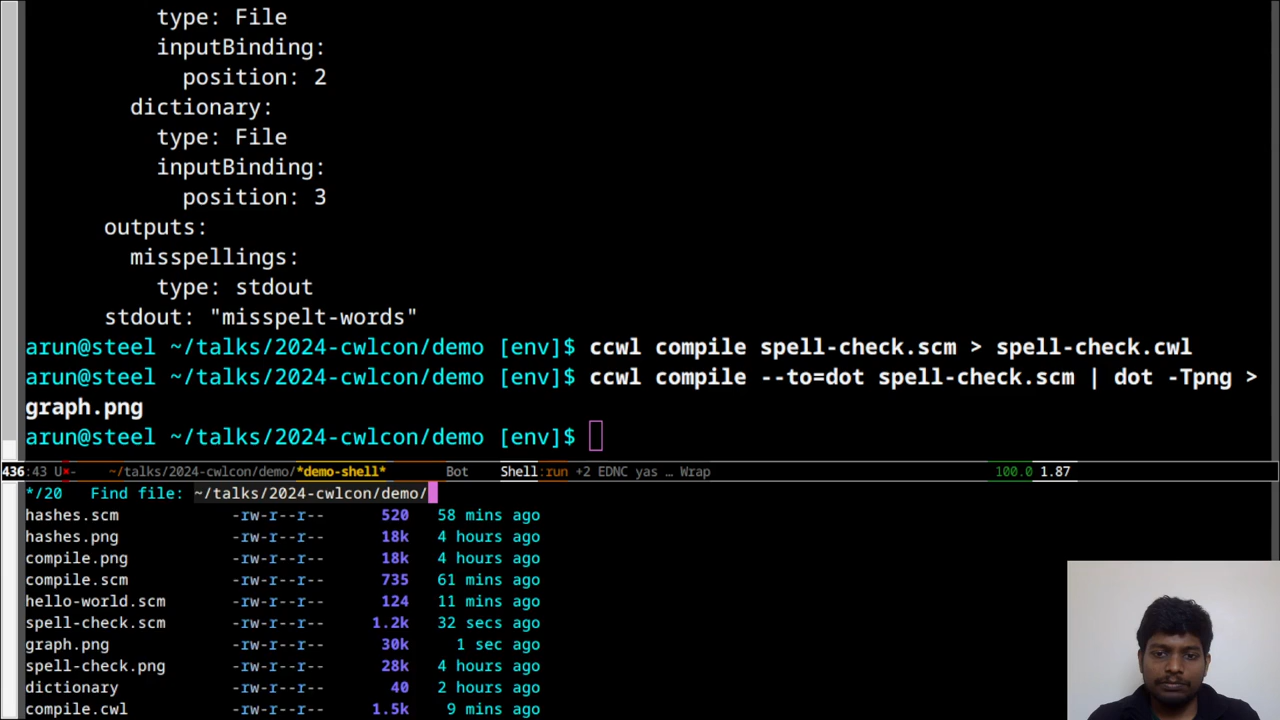 type: File
inputBinding:
position: 2
dictionary:
type: File
inputBinding:
position: 3
outputs:
misspellings:
type: stdout
stdout: "misspelt-words"
arun@steel ~/talks/2024-cwlcon/demo [env]$ ccwl compile spell-check.scm > spell-check.cwl
arun@steel ~/talks/2024-cwlcon/demo [env]$ ccwl compile --to=dot spell-check.scm | dot -Tpng >
graph.png
arun@steel ~/talks/2024-cwlcon/demo [env]$
436:43 U*- ~/talks/2024-cwlcon/demo/*demo-shell* Bot Shell:run +2 EDNC yas … Wrap 100.0 1.87
*/20 Find file: ~/talks/2024-cwlcon/demo/
hashes.scm -rw-r--r-- 520 58 mins ago
hashes.png -rw-r--r-- 18k 4 hours ago
compile.png -rw-r--r-- 18k 4 hours ago
compile.scm -rw-r--r-- 735 61 mins ago
hello-world.scm -rw-r--r-- 124 11 mins ago
spell-check.scm -rw-r--r-- 1.2k 32 secs ago
graph.png -rw-r--r-- 30k 1 sec ago
spell-check.png -rw-r--r-- 28k 4 hours ago
dictionary -rw-r--r-- 40 2 hours ago
compile.cwl -rw-r--r-- 1.5k 9 mins ago